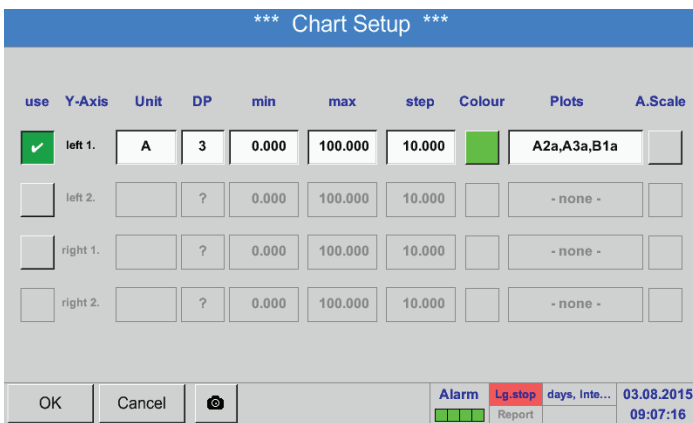 *** Chart Setup ***
use Y-Axis Unit DP min max step Colour Plots A.Scale
✔ left 1. A 3 0.000 100.000 10.000 A2a,A3a,B1a
left 2. ? 0.000 100.000 10.000 - none -
right 1. ? 0.000 100.000 10.000 - none -
right 2. ? 0.000 100.000 10.000 - none -
OK Cancel Alarm Lg.stop days, Inte... 03.08.2015
Report 09:07:16